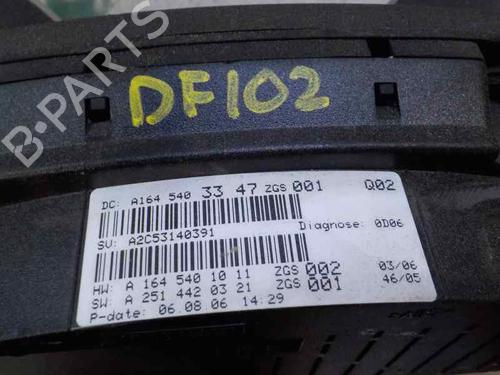 DF102
B-PARTS
DC: A164 540 33 47 ZGS 001 Q02
SV: A2C53140391 Diagnose: 0D06
HW: A 164 540 10 11 ZGS 002 03/06
SW: A 251 442 03 21 ZGS 001 46/05
P-date: 06.08.06 14:29